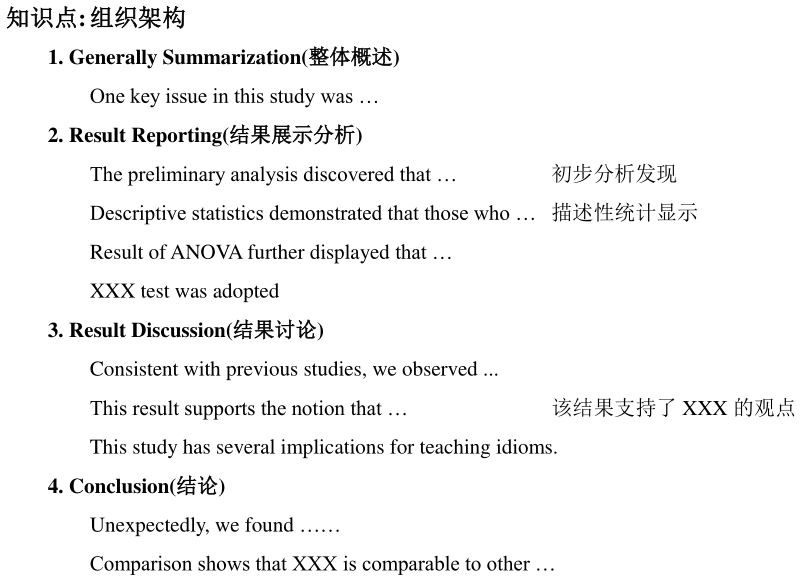 知识点: 组织架构
1. Generally Summarization(整体概述)
One key issue in this study was …
2. Result Reporting(结果展示分析)
The preliminary analysis discovered that … 初步分析发现
Descriptive statistics demonstrated that those who … 描述性统计显示
Result of ANOVA further displayed that …
XXX test was adopted
3. Result Discussion(结果讨论)
Consistent with previous studies, we observed ...
This result supports the notion that … 该结果支持了 XXX 的观点
This study has several implications for teaching idioms.
4. Conclusion(结论)
Unexpectedly, we found ……
Comparison shows that XXX is comparable to other …